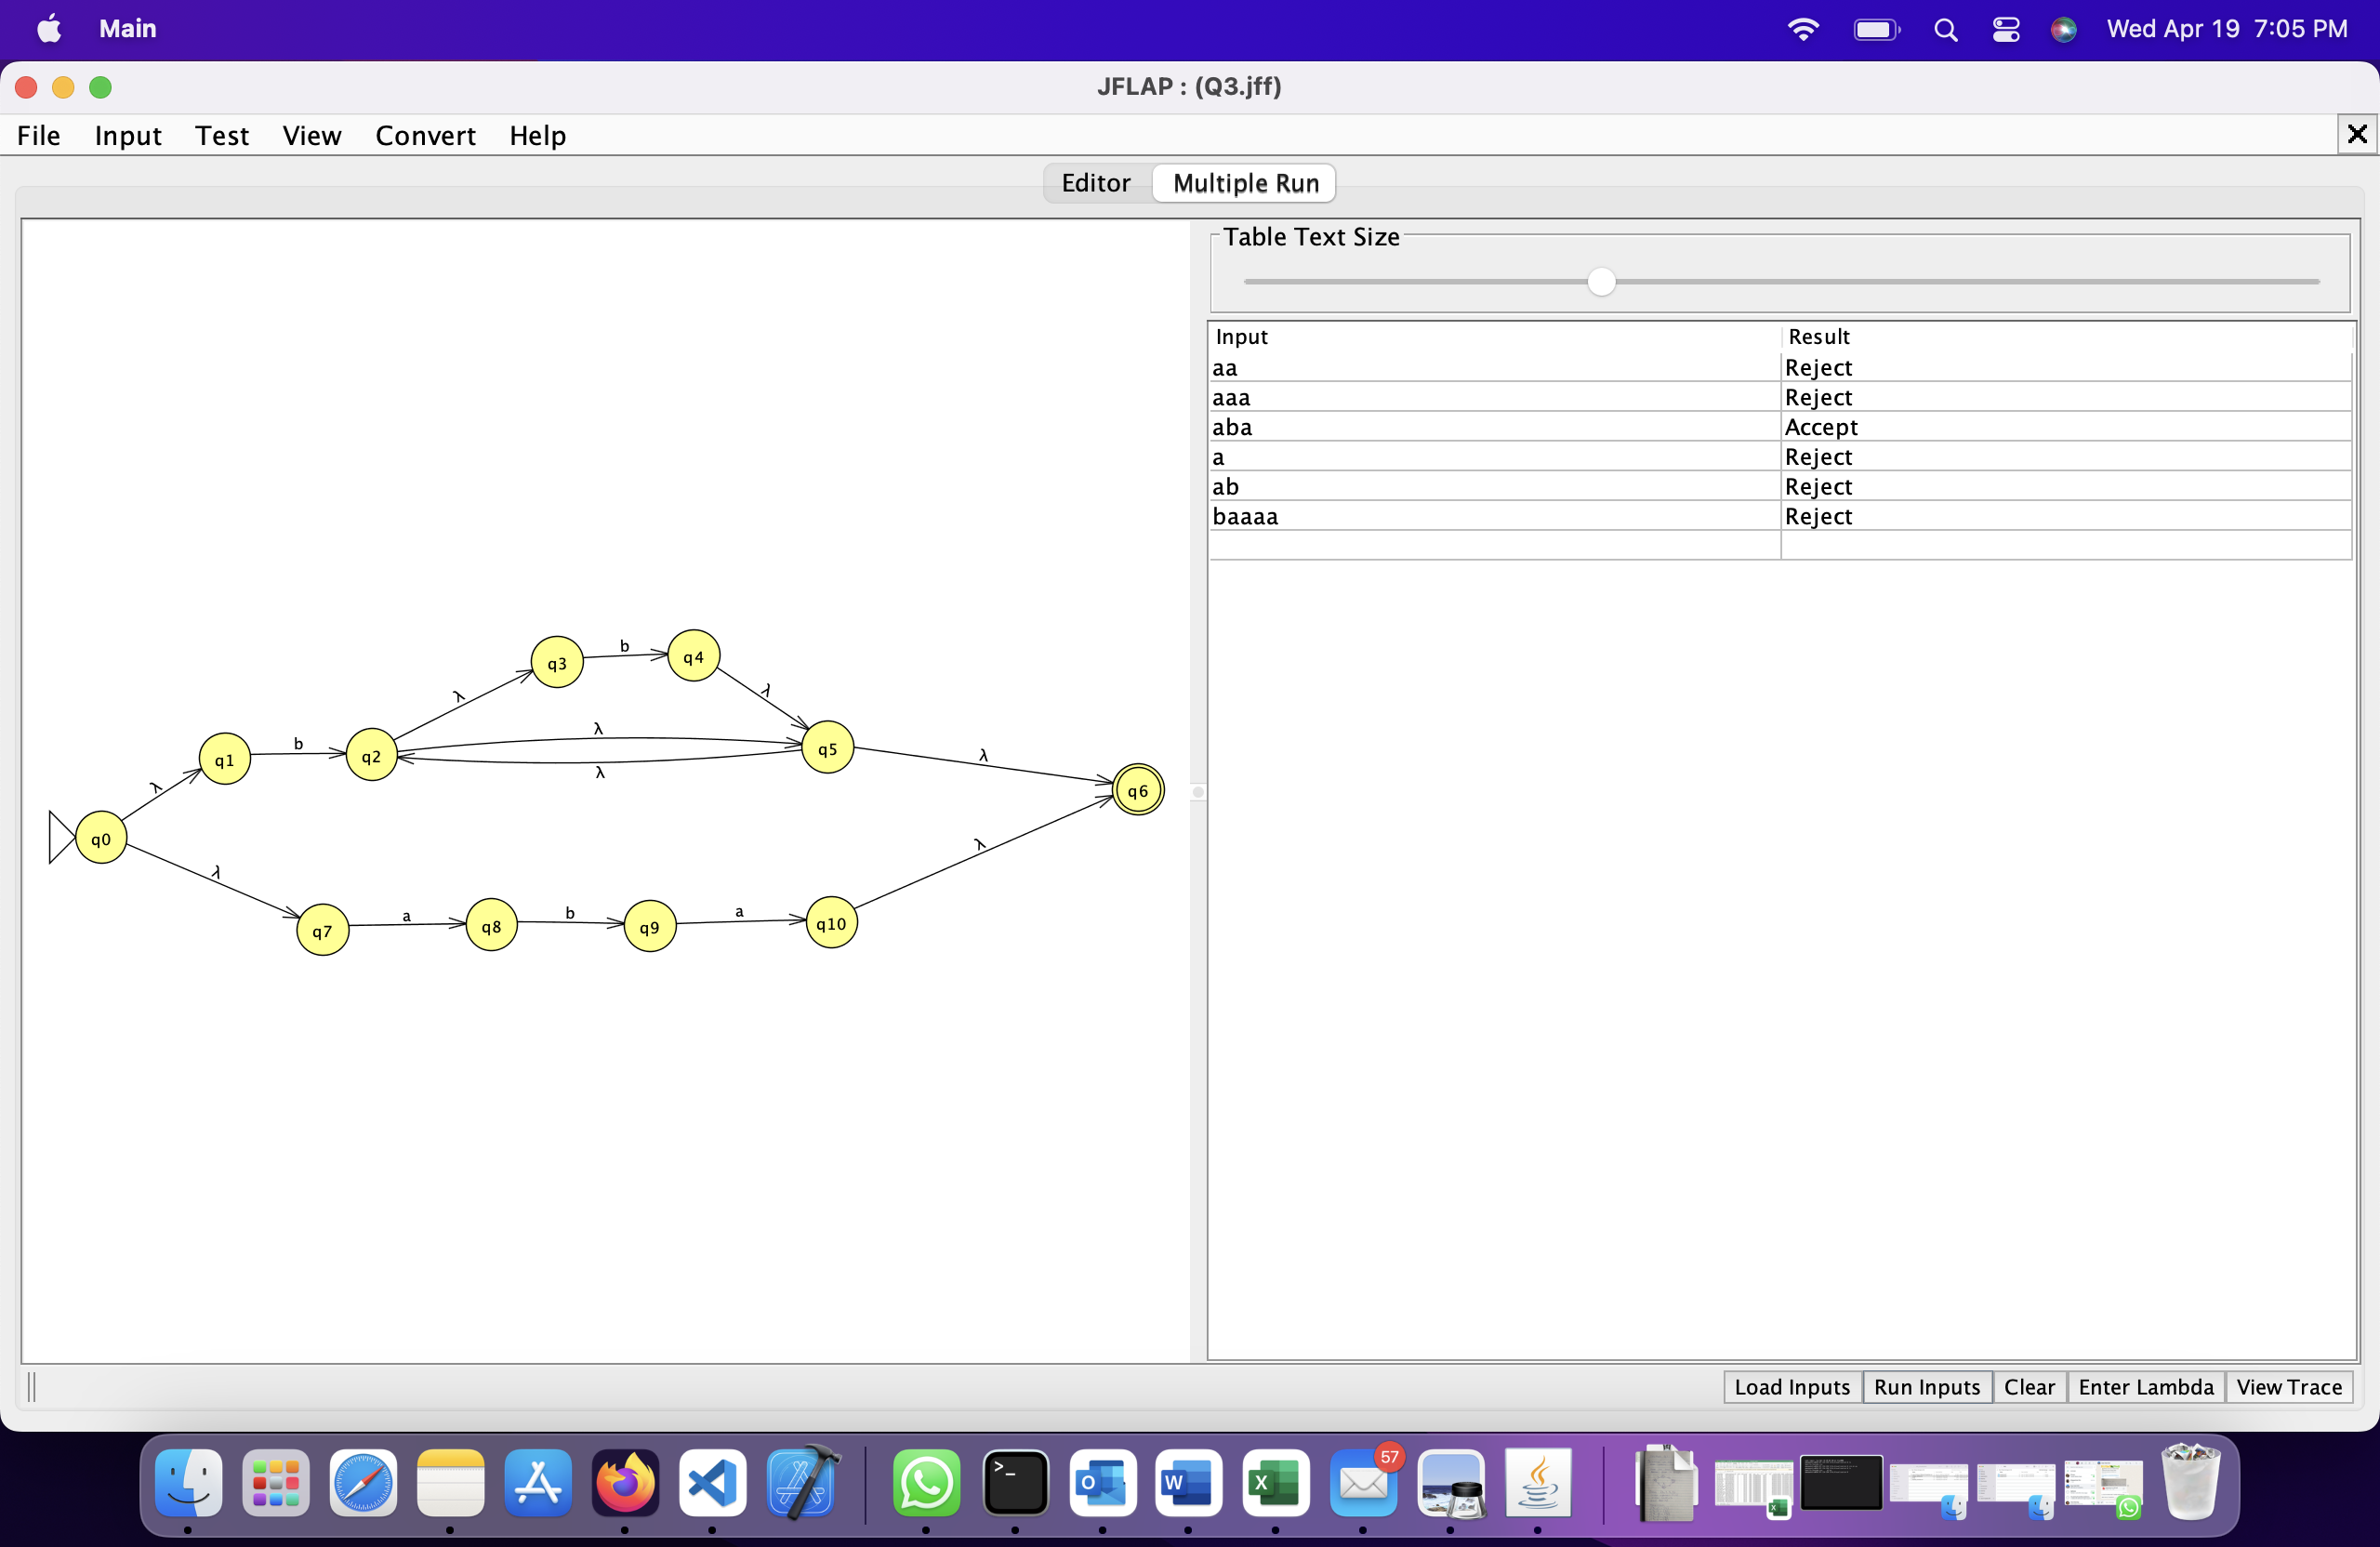 Main
Wed Apr 19 7:05 PM
JFLAP : (Q3.jff)
File Input Test View Convert Help
Editor Multiple Run
Table Text Size
Input Result
aa Reject
aaa Reject
aba Accept
a Reject
ab Reject
baaaa Reject
q3 b q4
λ λ
q1 b q2 λ q5 λ
λ λ
q6
q0
λ λ
q7 a q8 b q9 a q10
λ
Load Inputs Run Inputs Clear Enter Lambda View Trace
>_ O W X 57
X